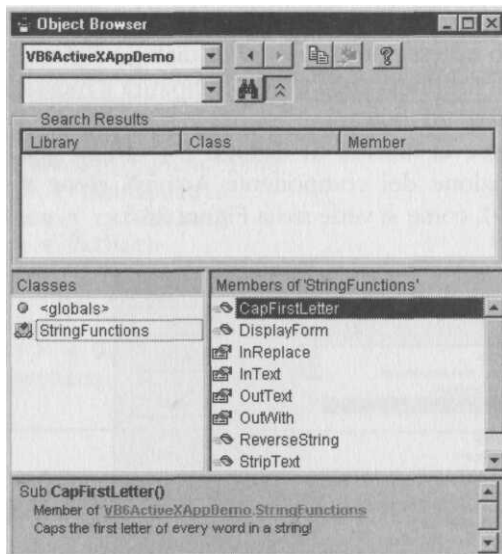 Object Browser
VB6ActiveXAppDemo
Search Results
Library Class Member
Classes
<globals>
StringFunctions
Members of 'StringFunctions'
CapFirstLetter
DisplayForm
InReplace
InText
OutText
OutWith
ReverseString
StripText
Sub CapFirstLetter()
Member of VB6ActiveXAppDemo.StringFunctions
Caps the first letter of every word in a string!